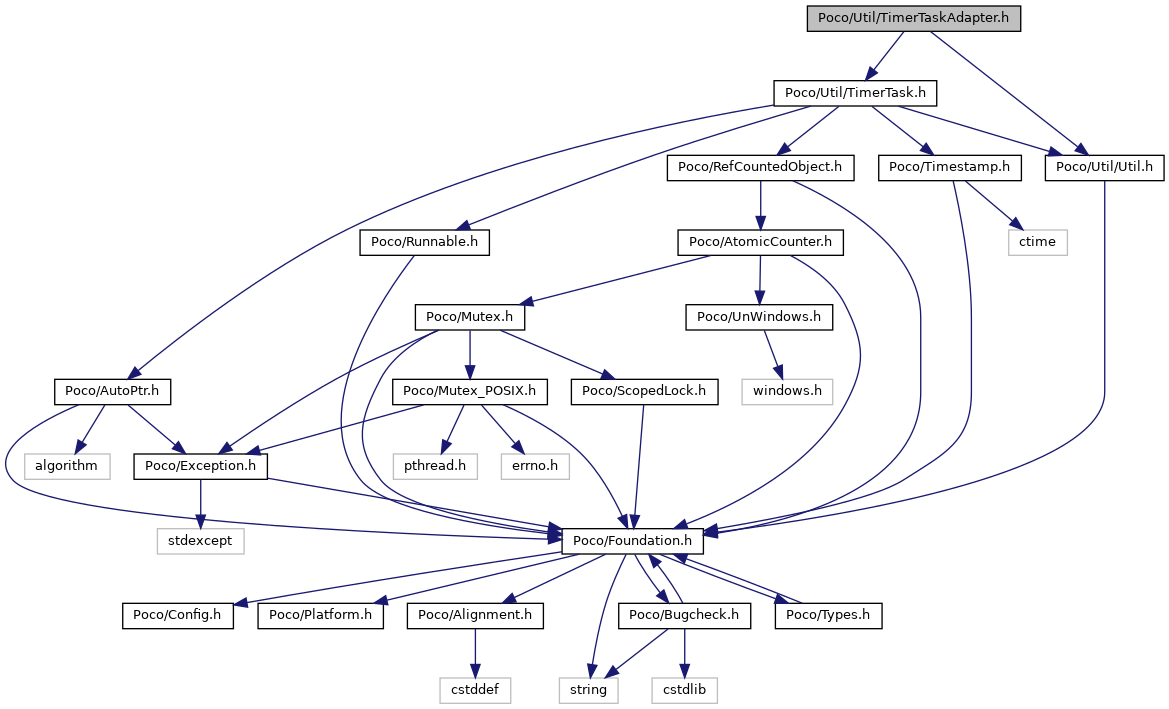 Poco/Util/TimerTaskAdapter.h
Poco/Util/TimerTask.h
Poco/RefCountedObject.h
Poco/Timestamp.h
Poco/Util/Util.h
Poco/Runnable.h
Poco/AtomicCounter.h
ctime
Poco/Mutex.h
Poco/UnWindows.h
Poco/AutoPtr.h
Poco/Mutex_POSIX.h
Poco/ScopedLock.h
windows.h
algorithm
Poco/Exception.h
pthread.h
errno.h
stdexcept
Poco/Foundation.h
Poco/Config.h
Poco/Platform.h
Poco/Alignment.h
Poco/Bugcheck.h
Poco/Types.h
cstddef
string
cstdlib